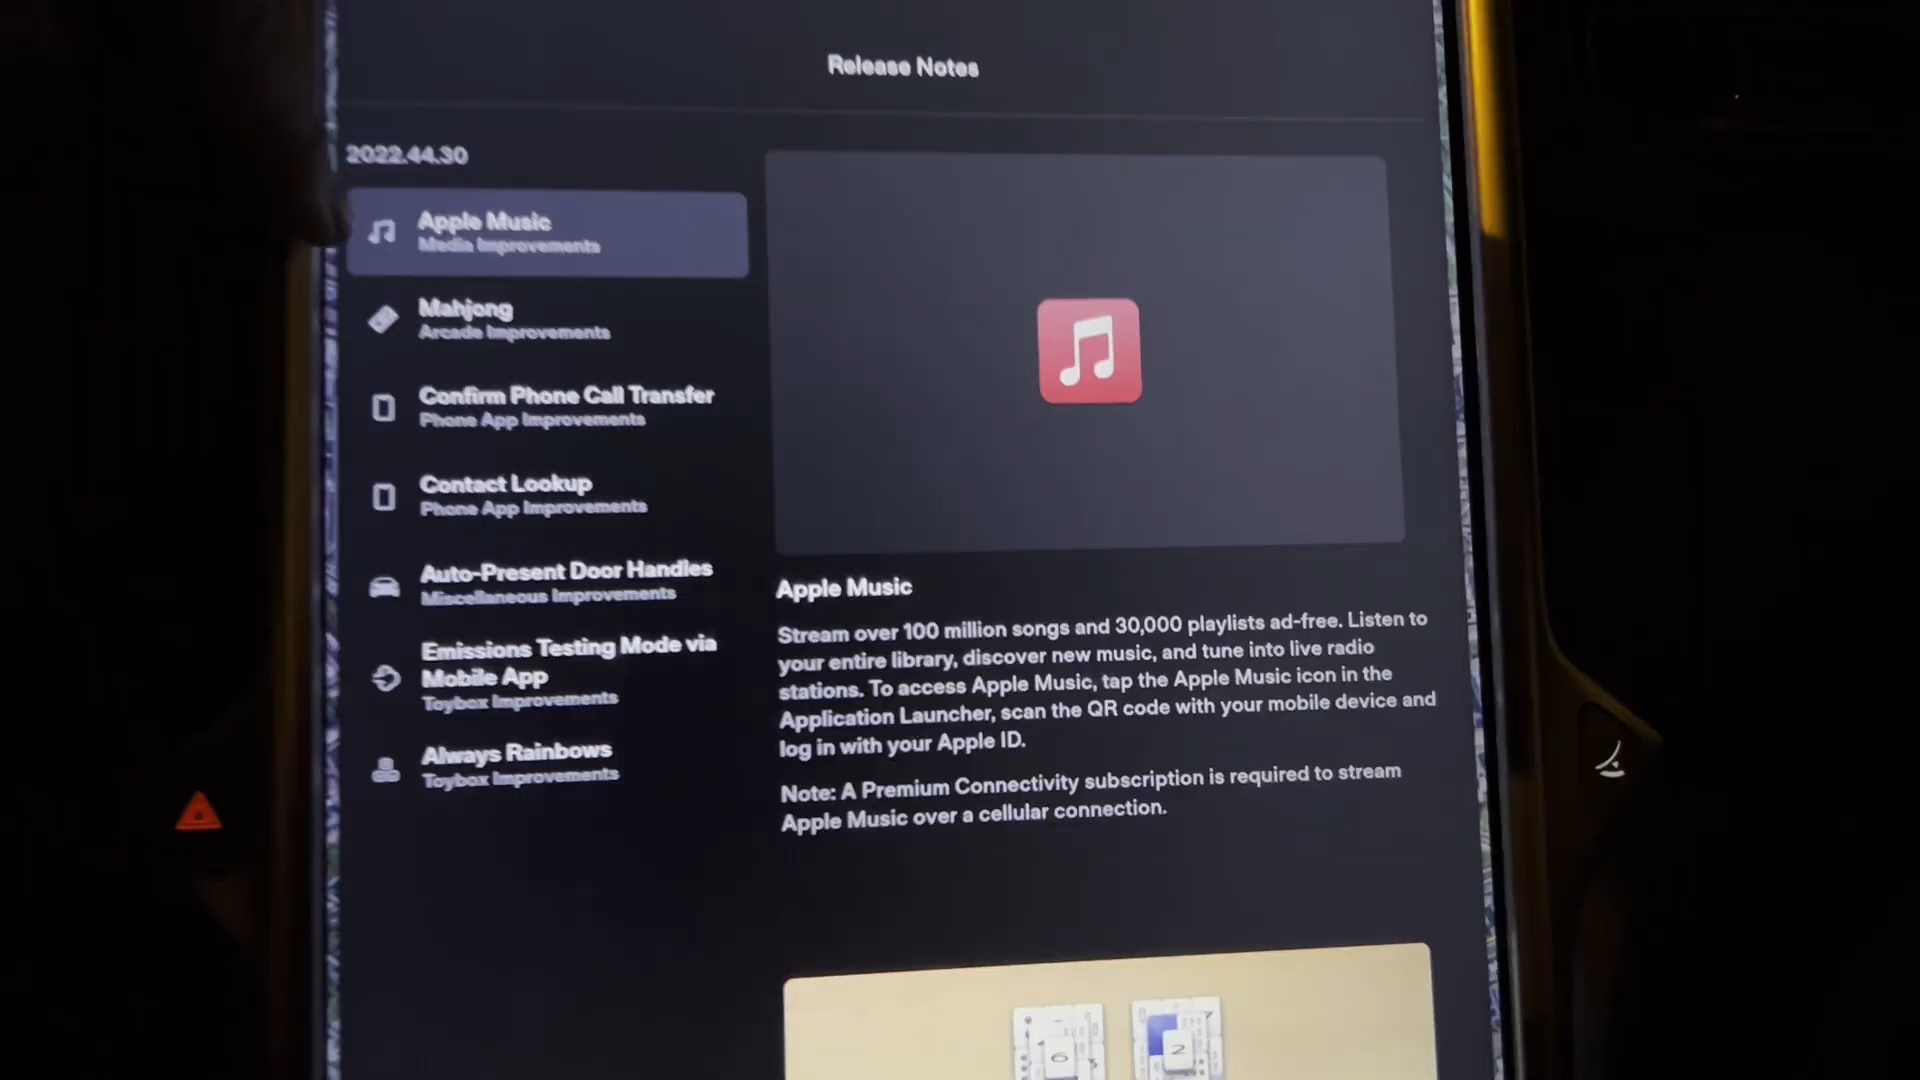 Release Notes
2022.44.30
Apple Music
Media Improvements
Mahjong
Arcade Improvements
Confirm Phone Call Transfer
Phone App Improvements
Contact Lookup
Phone App Improvements
Auto-Present Door Handles
Miscellaneous Improvements
Emissions Testing Mode via
Mobile App
Toybox Improvements
Always Rainbows
Toybox Improvements
Apple Music
Stream over 100 million songs and 30,000 playlists ad-free. Listen to
your entire library, discover new music, and tune into live radio
stations. To access Apple Music, tap the Apple Music icon in the
Application Launcher, scan the QR code with your mobile device and
log in with your Apple ID.
Note: A Premium Connectivity subscription is required to stream
Apple Music over a cellular connection.
6
2